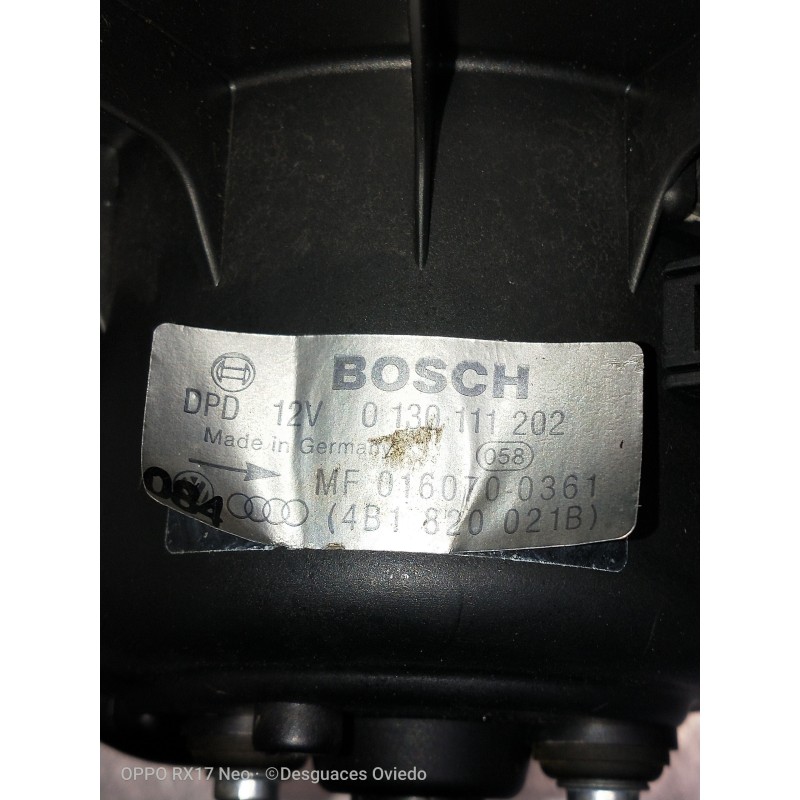 BOSCH
DPD 12V 0 130 111 202
Made in Germany
058
MF 016070-0361
084
(4B1 820 021B)
OPPO RX17 Neo · ©Desguaces Oviedo